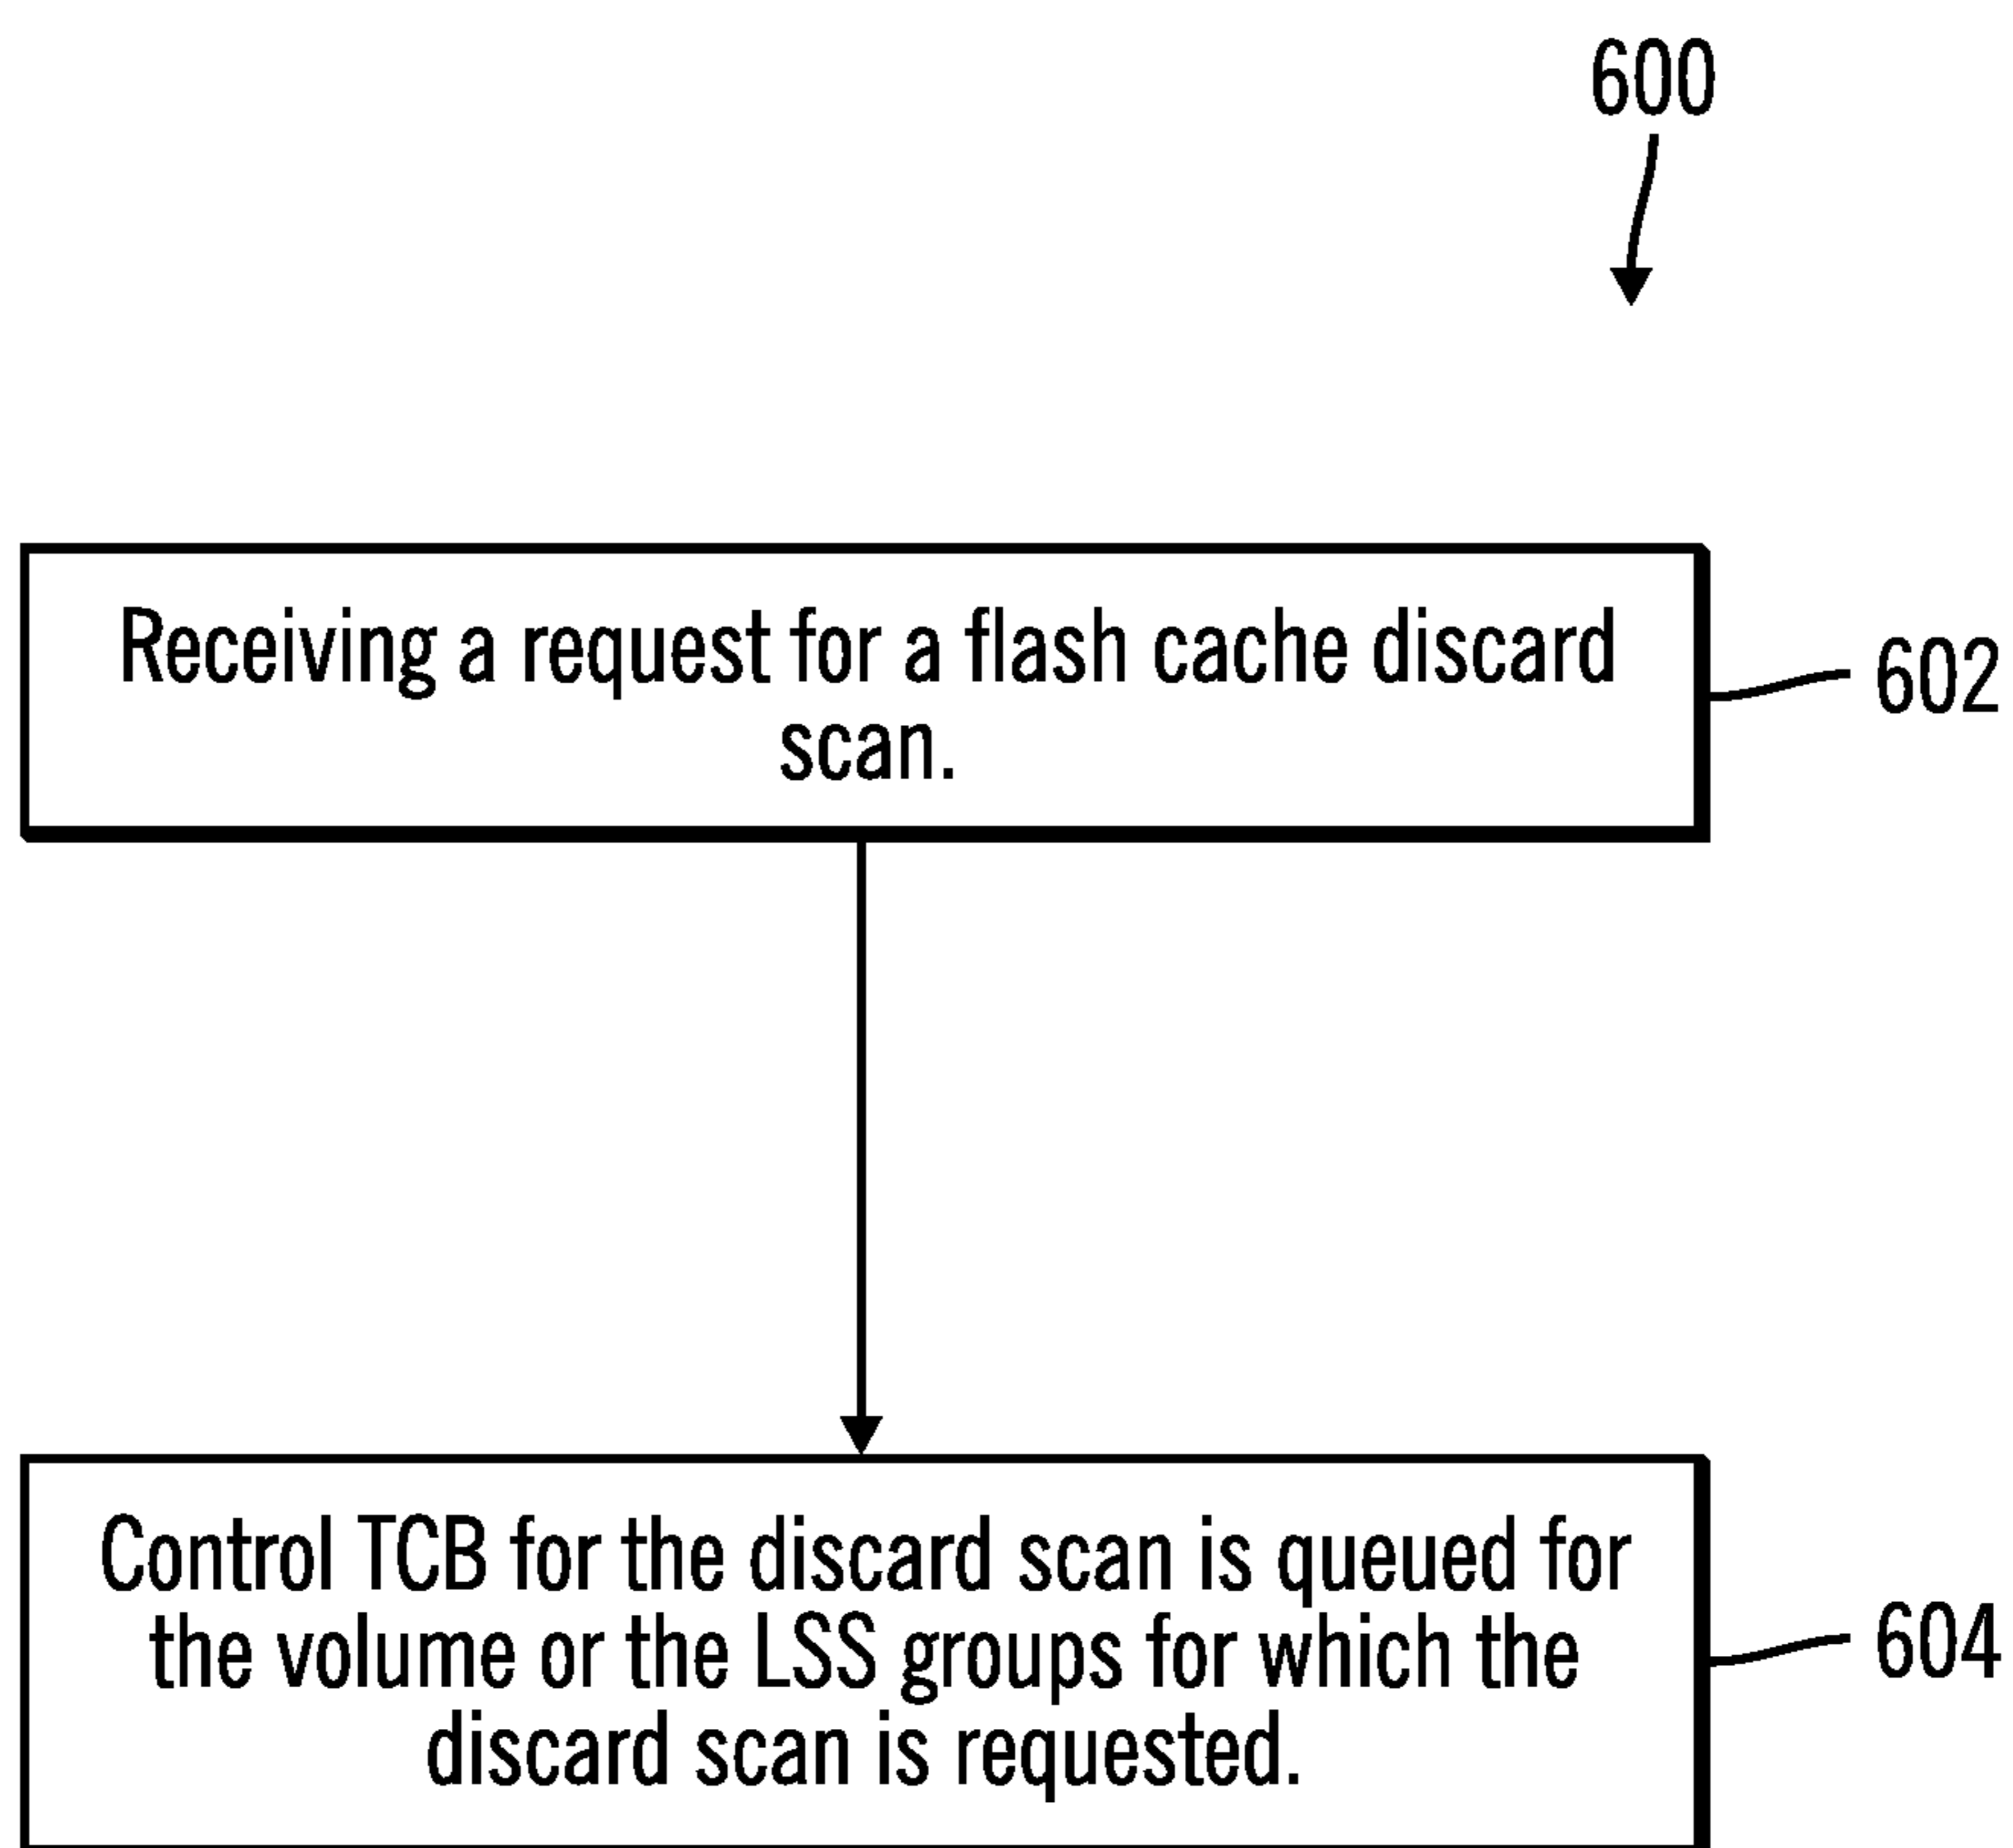 600
Receiving a request for a flash cache discard
scan.
602
Control TCB for the discard scan is queued for
the volume or the LSS groups for which the
discard scan is requested.
604